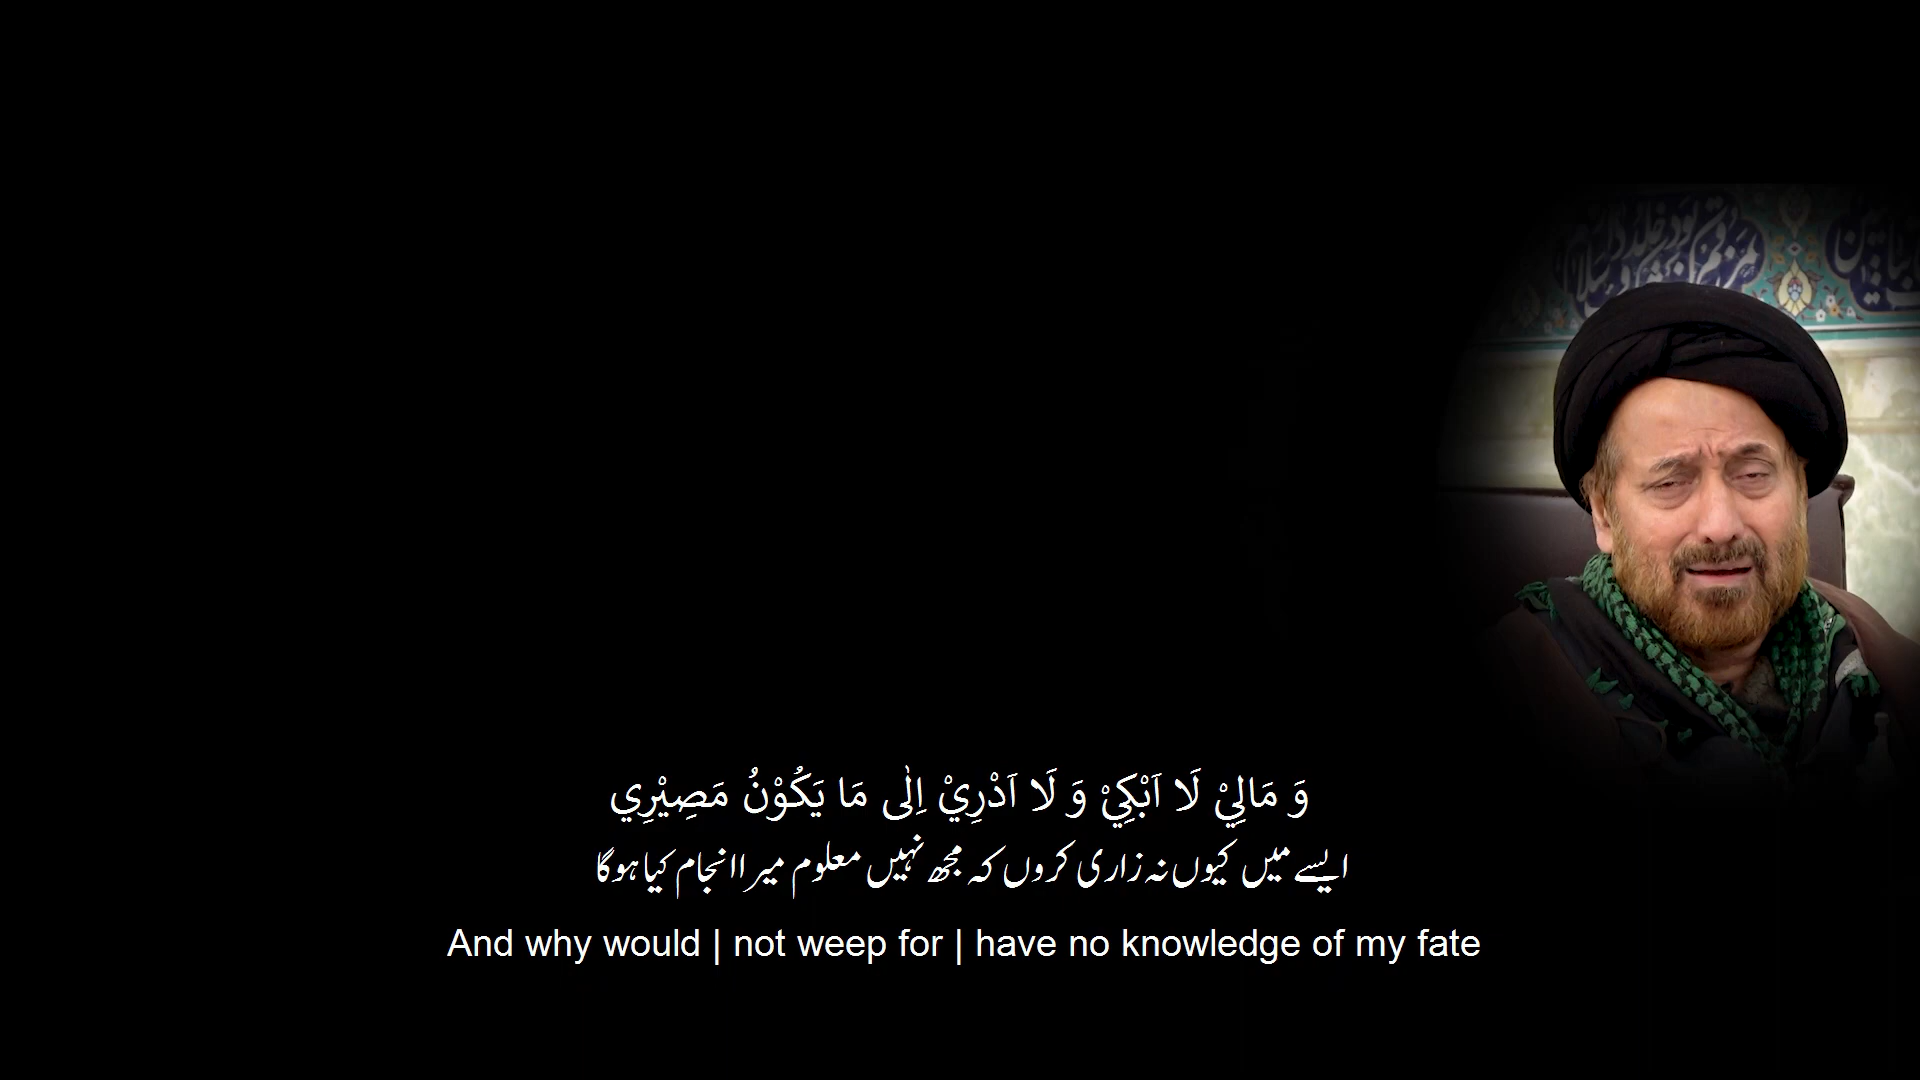 وَ مَالِيْ لَا اَبْكِيْ وَ لَا اَدْرِيْ اِلٰى مَا يَكُوْنُ مَصِيْرِي
ایسے میں کیوں نہ زاری کروں کہ مجھ نہیں معلوم میرا انجام کیا ہوگا
And why would | not weep for | have no knowledge of my fate